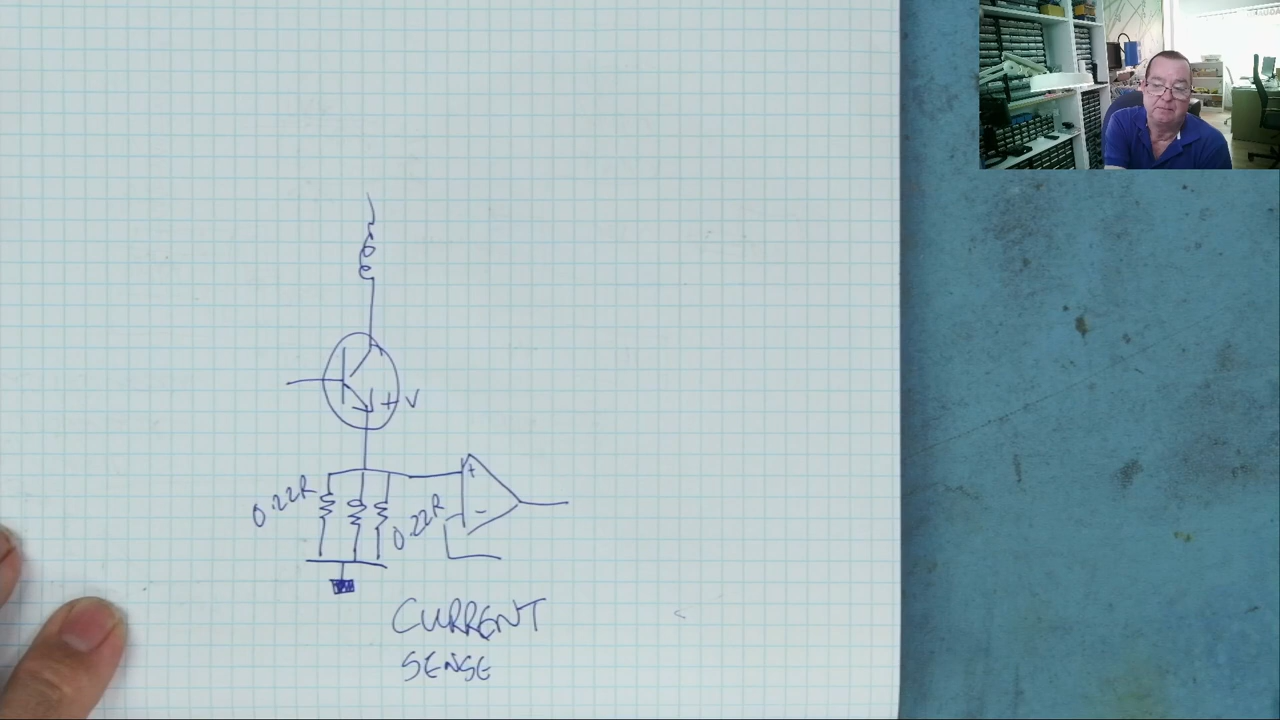 + V
0.22R
+
0.22R
-
CURRENT
SENSE